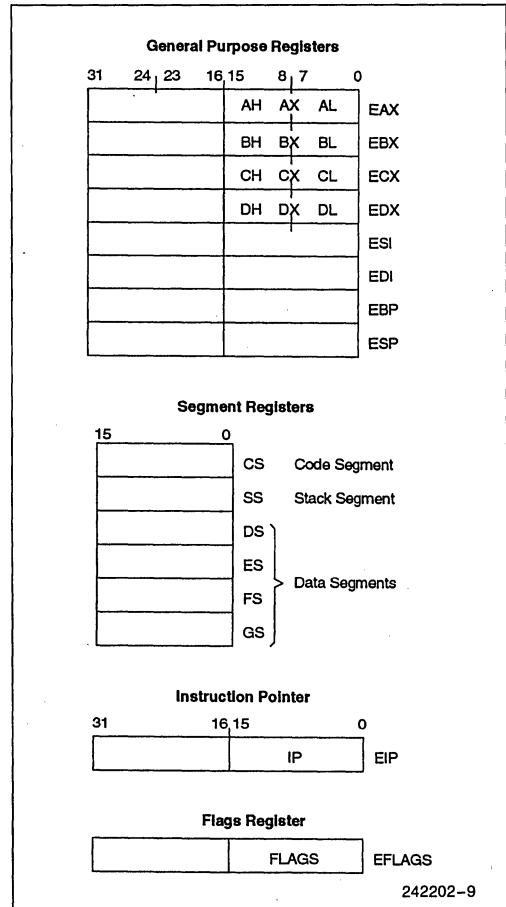 General Purpose Registers
31 24 23 16 15 8 7 0
AH AX AL EAX
BH BX BL EBX
CH CX CL ECX
DH DX DL EDX
ESI
EDI
EBP
ESP
Segment Registers
15 0
CS Code Segment
SS Stack Segment
DS
ES
Data Segments
FS
GS
Instruction Pointer
31 16 15 0
IP EIP
Flags Register
FLAGS EFLAGS
242202-9